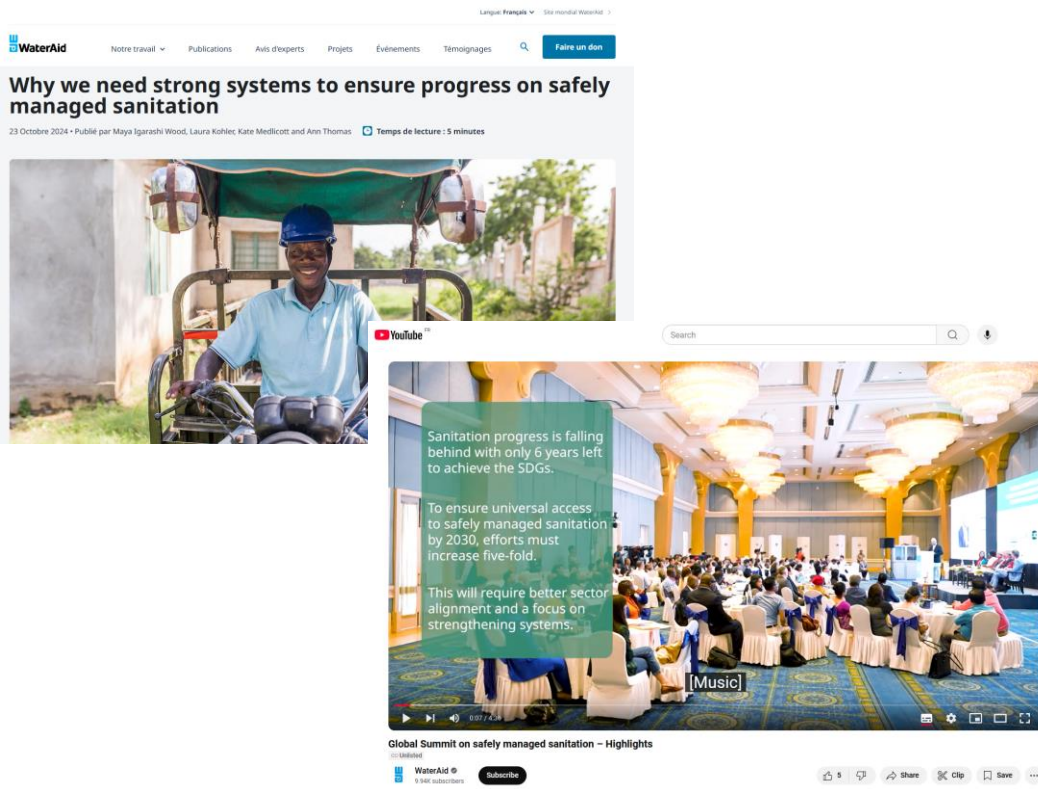 Langue: Français
Site mondial WaterAid
WaterAid
Notre travail
Publications
Avis d'experts
Projets
Événements
Témoignages
Faire un don
Why we need strong systems to ensure progress on safely
managed sanitation
23 Octobre 2024 • Publié par Maya Igarashi Wood, Laura Kohler, Kate Medlicott and Ann Thomas
Temps de lecture : 5 minutes
YouTube
Search
Sanitation progress is falling
behind with only 6 years left
to achieve the SDGs.
To ensure universal access
to safely managed sanitation
by 2030, efforts must
increase five-fold.
This will require better sector
alignment and a focus on
strengthening systems.
[Music]
Global Summit on safely managed sanitation – Highlights
Unlisted
WaterAid
9.94K subscribers
Subscribe
5
Share
Clip
Save